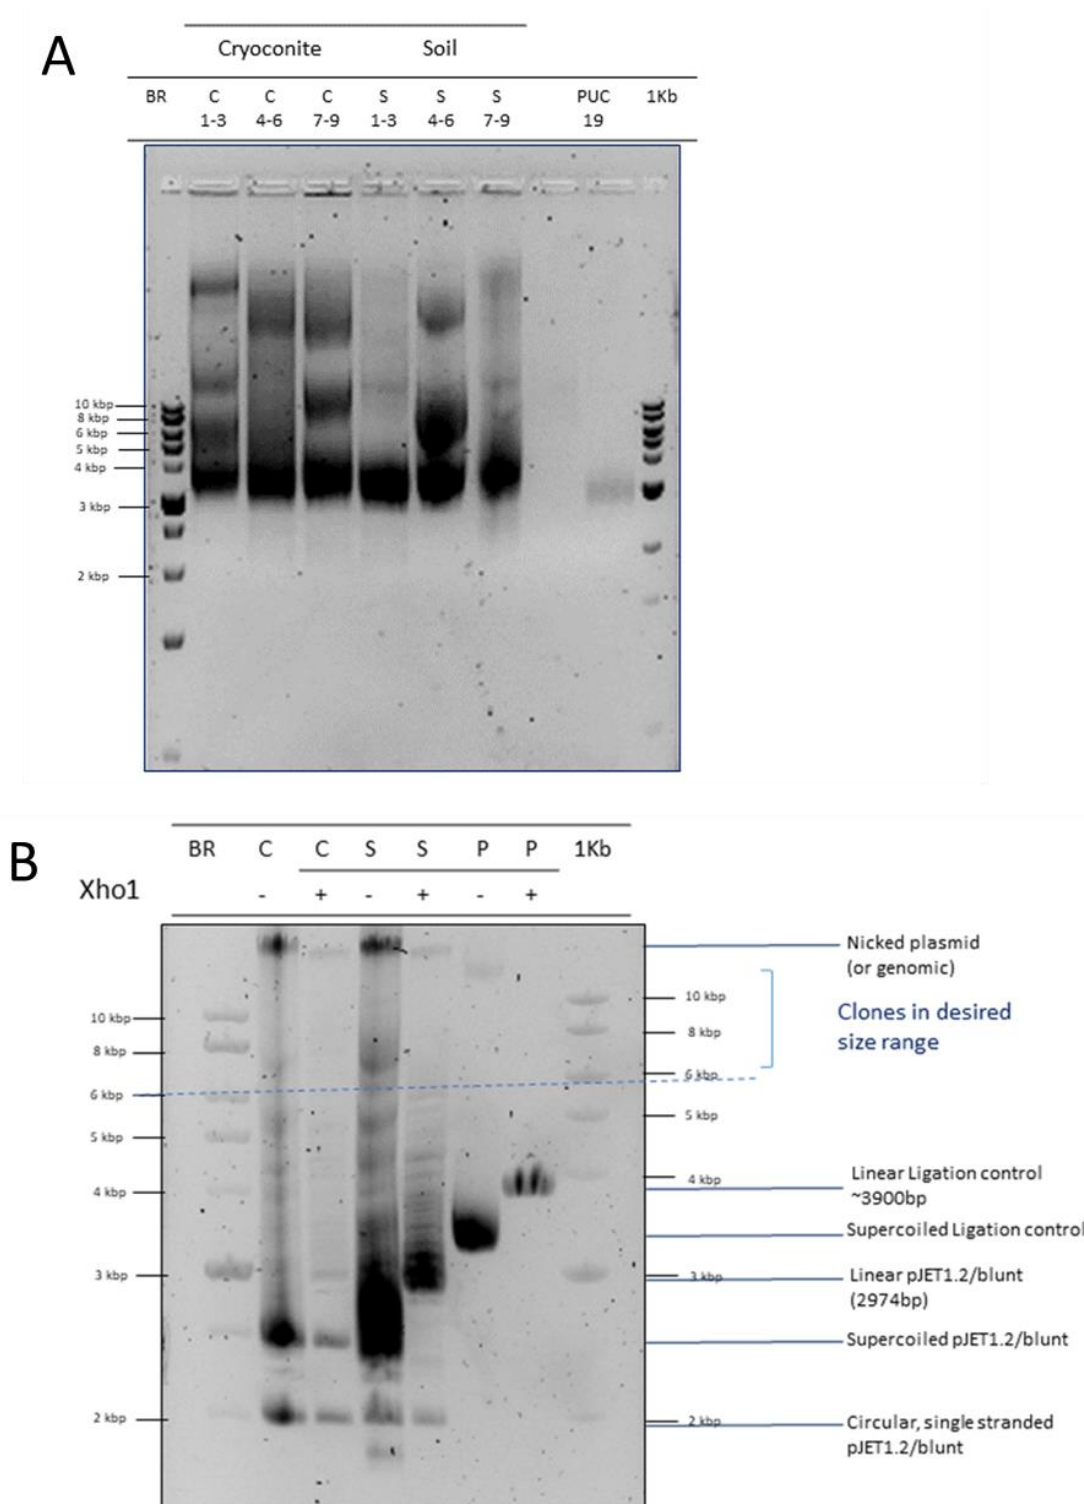 A
Cryoconite Soil
BR C C C S S S PUC 1Kb
1-3 4-6 7-9 1-3 4-6 7-9 19
10 kbp
8 kbp
6 kbp
5 kbp
4 kbp
3 kbp
2 kbp
B
BR C C S S P P 1Kb
Xho1 - + - + - +
Nicked plasmid
(or genomic)
10 kbp
10 kbp
Clones in desired
size range
8 kbp
8 kbp
6 kbp
6 kbp
5 kbp
5 kbp
4 kbp
4 kbp
Linear Ligation control
~3900bp
Supercoiled Ligation control
3 kbp
3 kbp
Linear pJET1.2/blunt
(2974bp)
Supercoiled pJET1.2/blunt
2 kbp
2 kbp
Circular, single stranded
pJET1.2/blunt